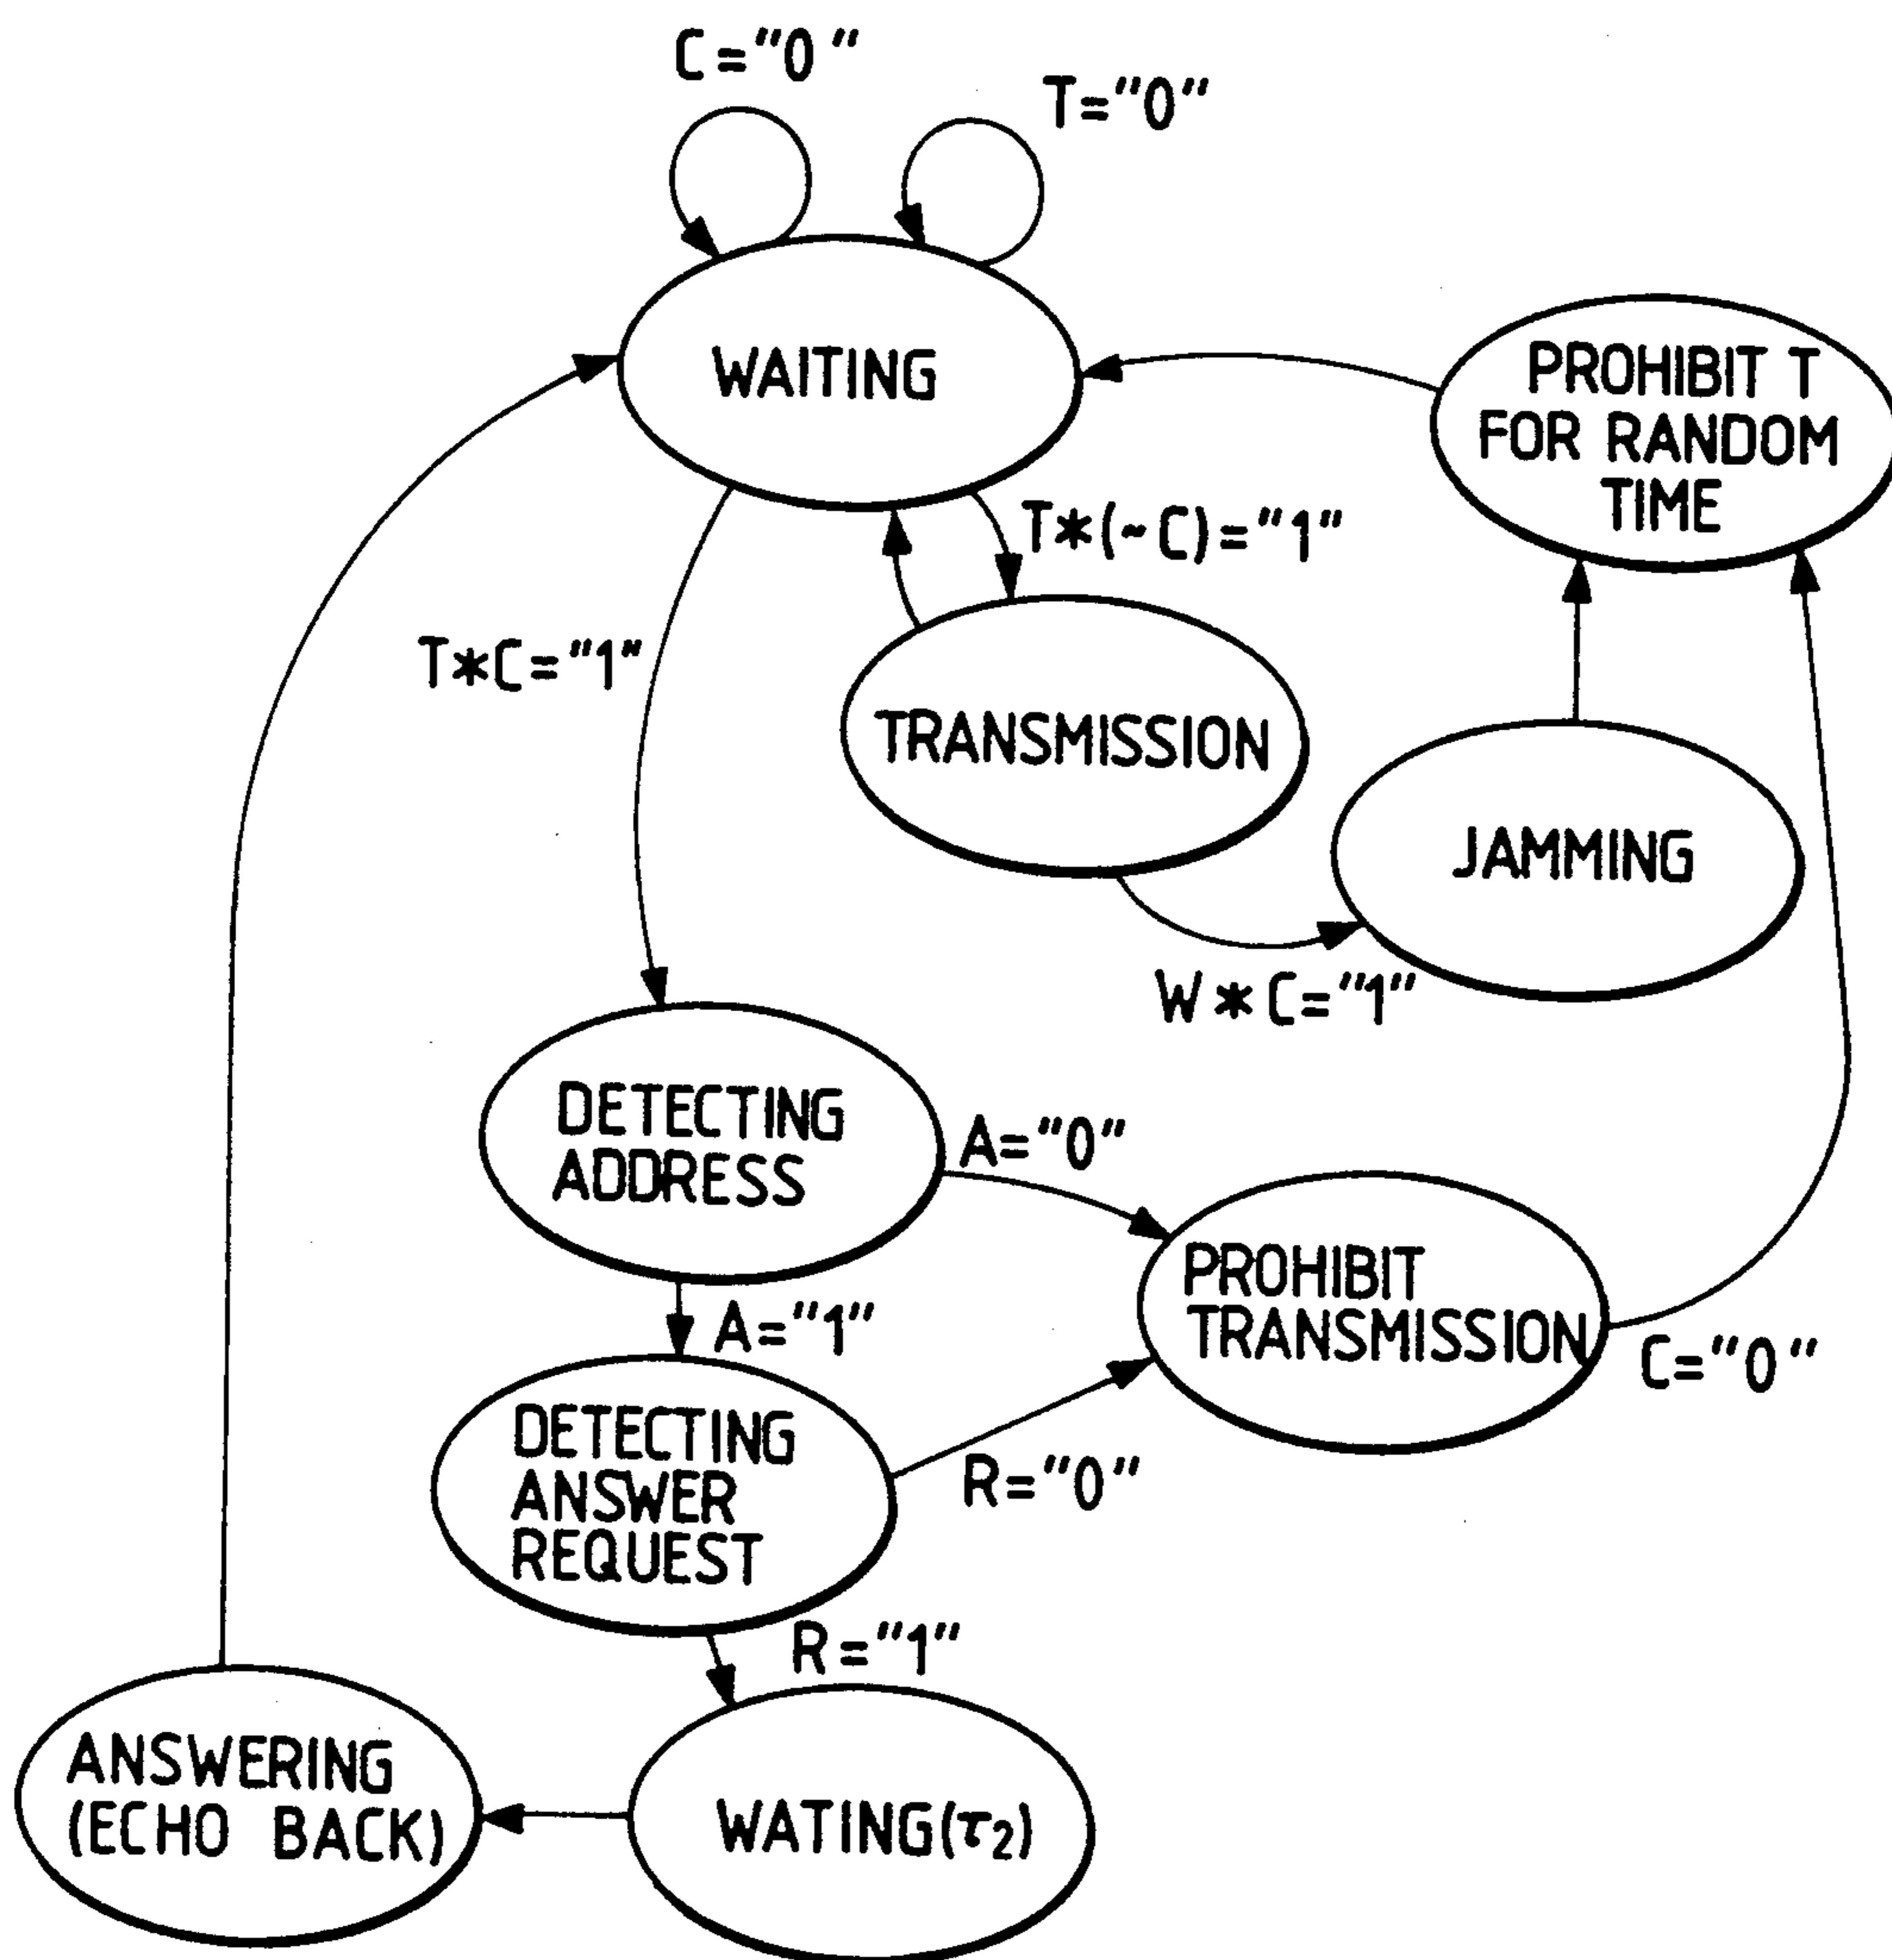 C="0"
T="0"
WAITING
PROHIBIT T
FOR RANDOM
TIME
T*(~C)="1"
T*C="1"
TRANSMISSION
JAMMING
W*C="1"
DETECTING
ADDRESS
A="0"
PROHIBIT
TRANSMISSION
A="1"
C="0"
DETECTING
ANSWER
REQUEST
R="0"
R="1"
ANSWERING
(ECHO BACK)
WATING(τ2)